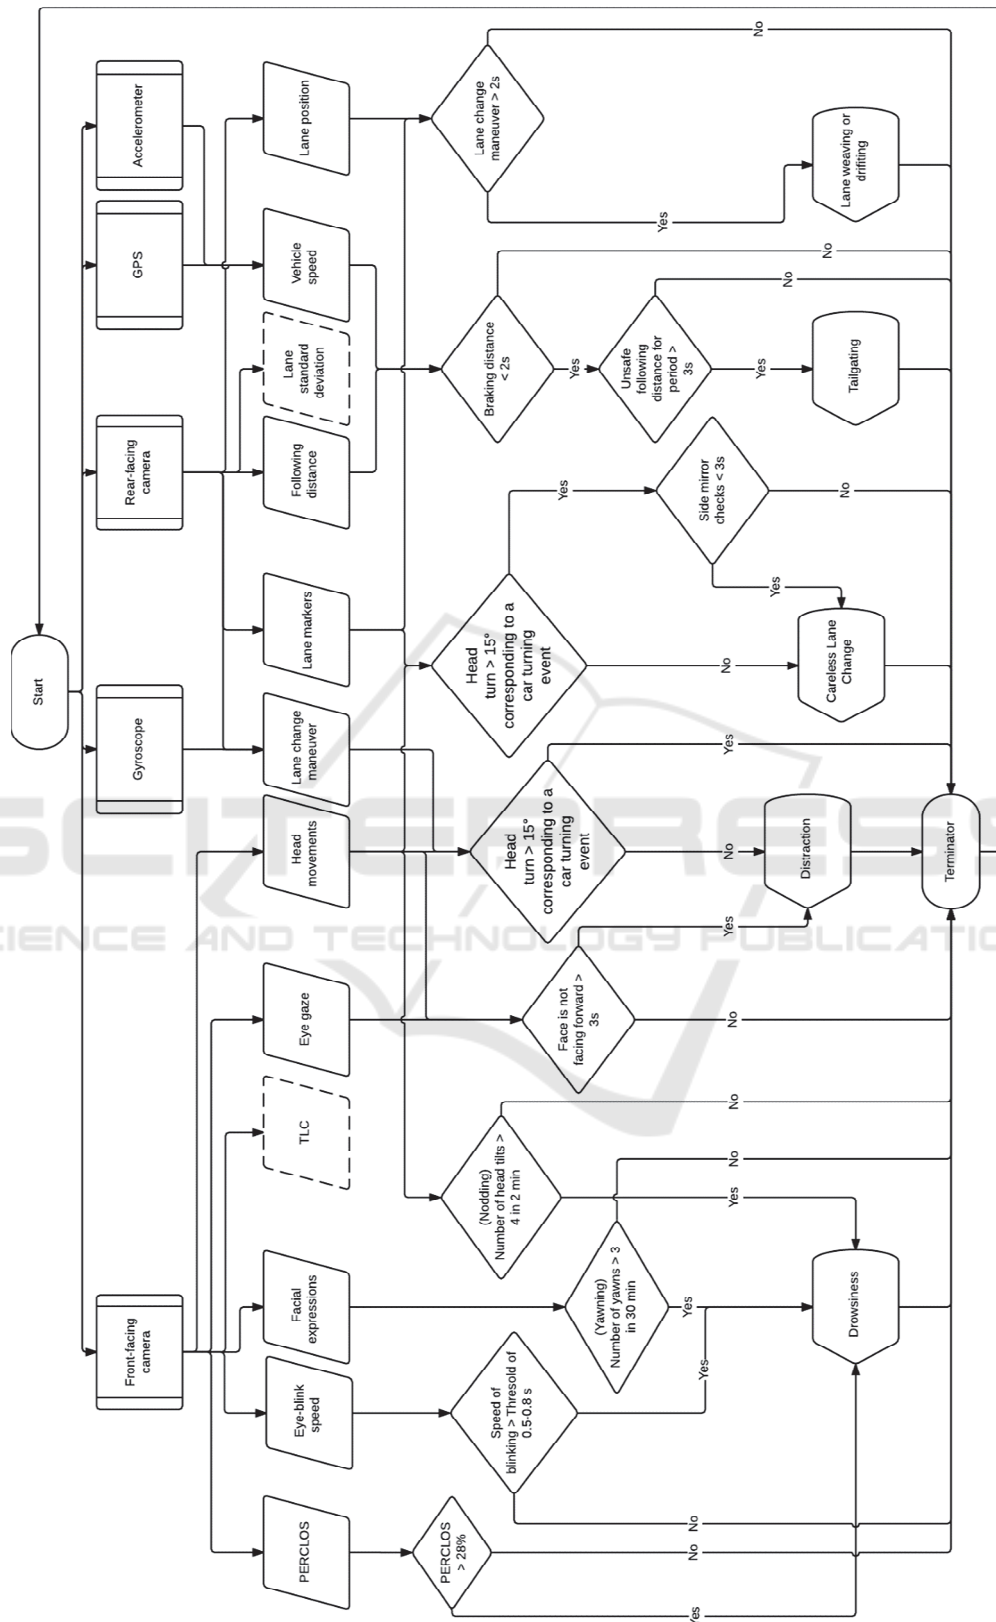 Start
Front-facing
camera
Gyroscope
Rear-facing
camera
GPS
Accelerometer
PERCLOS
Eye-blink
speed
Facial
expressions
TLC
Eye gaze
Head
movements
Lane change
maneuver
Lane markers
Following
distance
Lane
standard
deviation
Vehicle
speed
Lane position
PERCLOS
> 28%
Speed of
blinking > Thresold of
0.5-0.8 s
(Yawning)
Number of yawns > 3
in 30 min
(Nodding)
Number of head tilts >
4 in 2 min
Face is not
facing forward >
3s
Head
turn > 15°
corresponding to a
car turning
event
Head
turn > 15°
corresponding to a
car turning
event
Side mirror
checks < 3s
Braking distance
< 2s
Unsafe
following
distance for
period >
3s
Lane change
maneuver > 2s
Yes
No
No
Yes
Yes
No
Yes
No
No
Yes
No
Yes
No
Yes
Yes
No
Yes
No
Yes
No
Yes
No
Drowsiness
Distraction
Careless Lane
Change
Tailgating
Lane weaving or
drifiting
Terminator
SCITEPRESS
CIENCE AND TECHNOLOGY PUBLICATIO